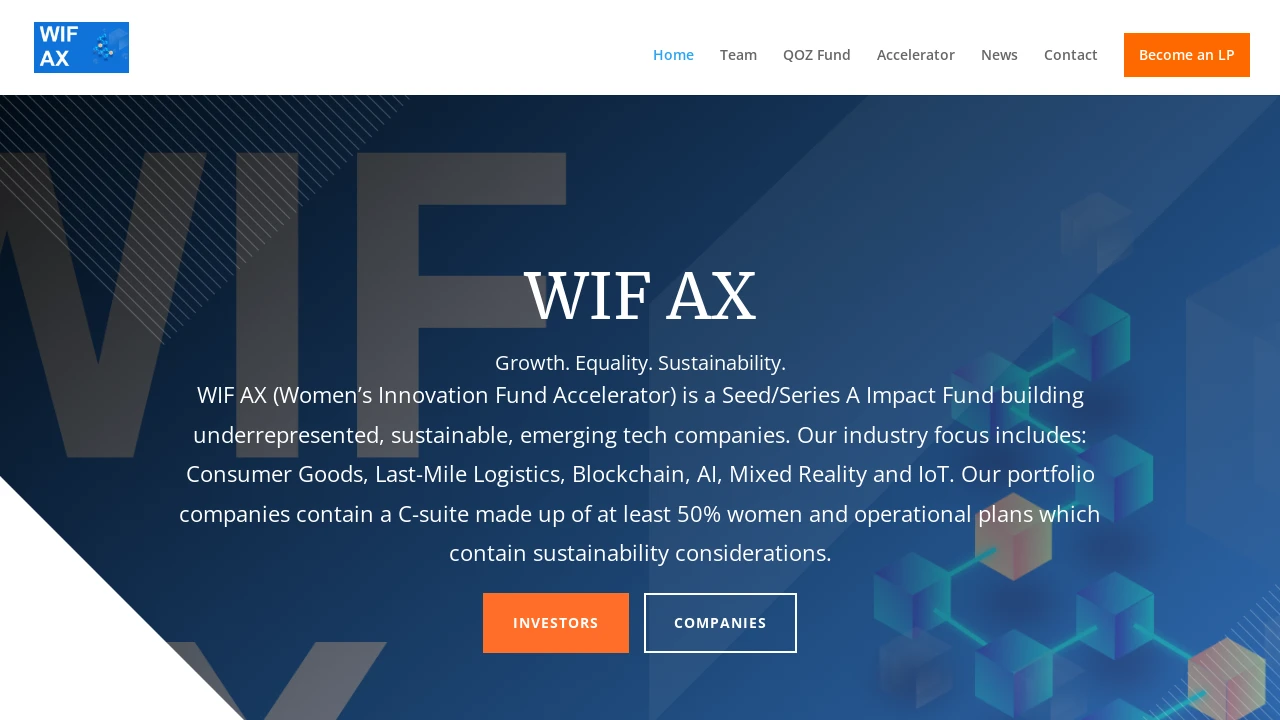 WIF
AX
Home
Team
QOZ Fund
Accelerator
News
Contact
Become an LP
WIF
WIF AX
Growth. Equality. Sustainability.
WIF AX (Women’s Innovation Fund Accelerator) is a Seed/Series A Impact Fund building
underrepresented, sustainable, emerging tech companies. Our industry focus includes:
Consumer Goods, Last-Mile Logistics, Blockchain, AI, Mixed Reality and IoT. Our portfolio
companies contain a C-suite made up of at least 50% women and operational plans which
contain sustainability considerations.
INVESTORS
COMPANIES